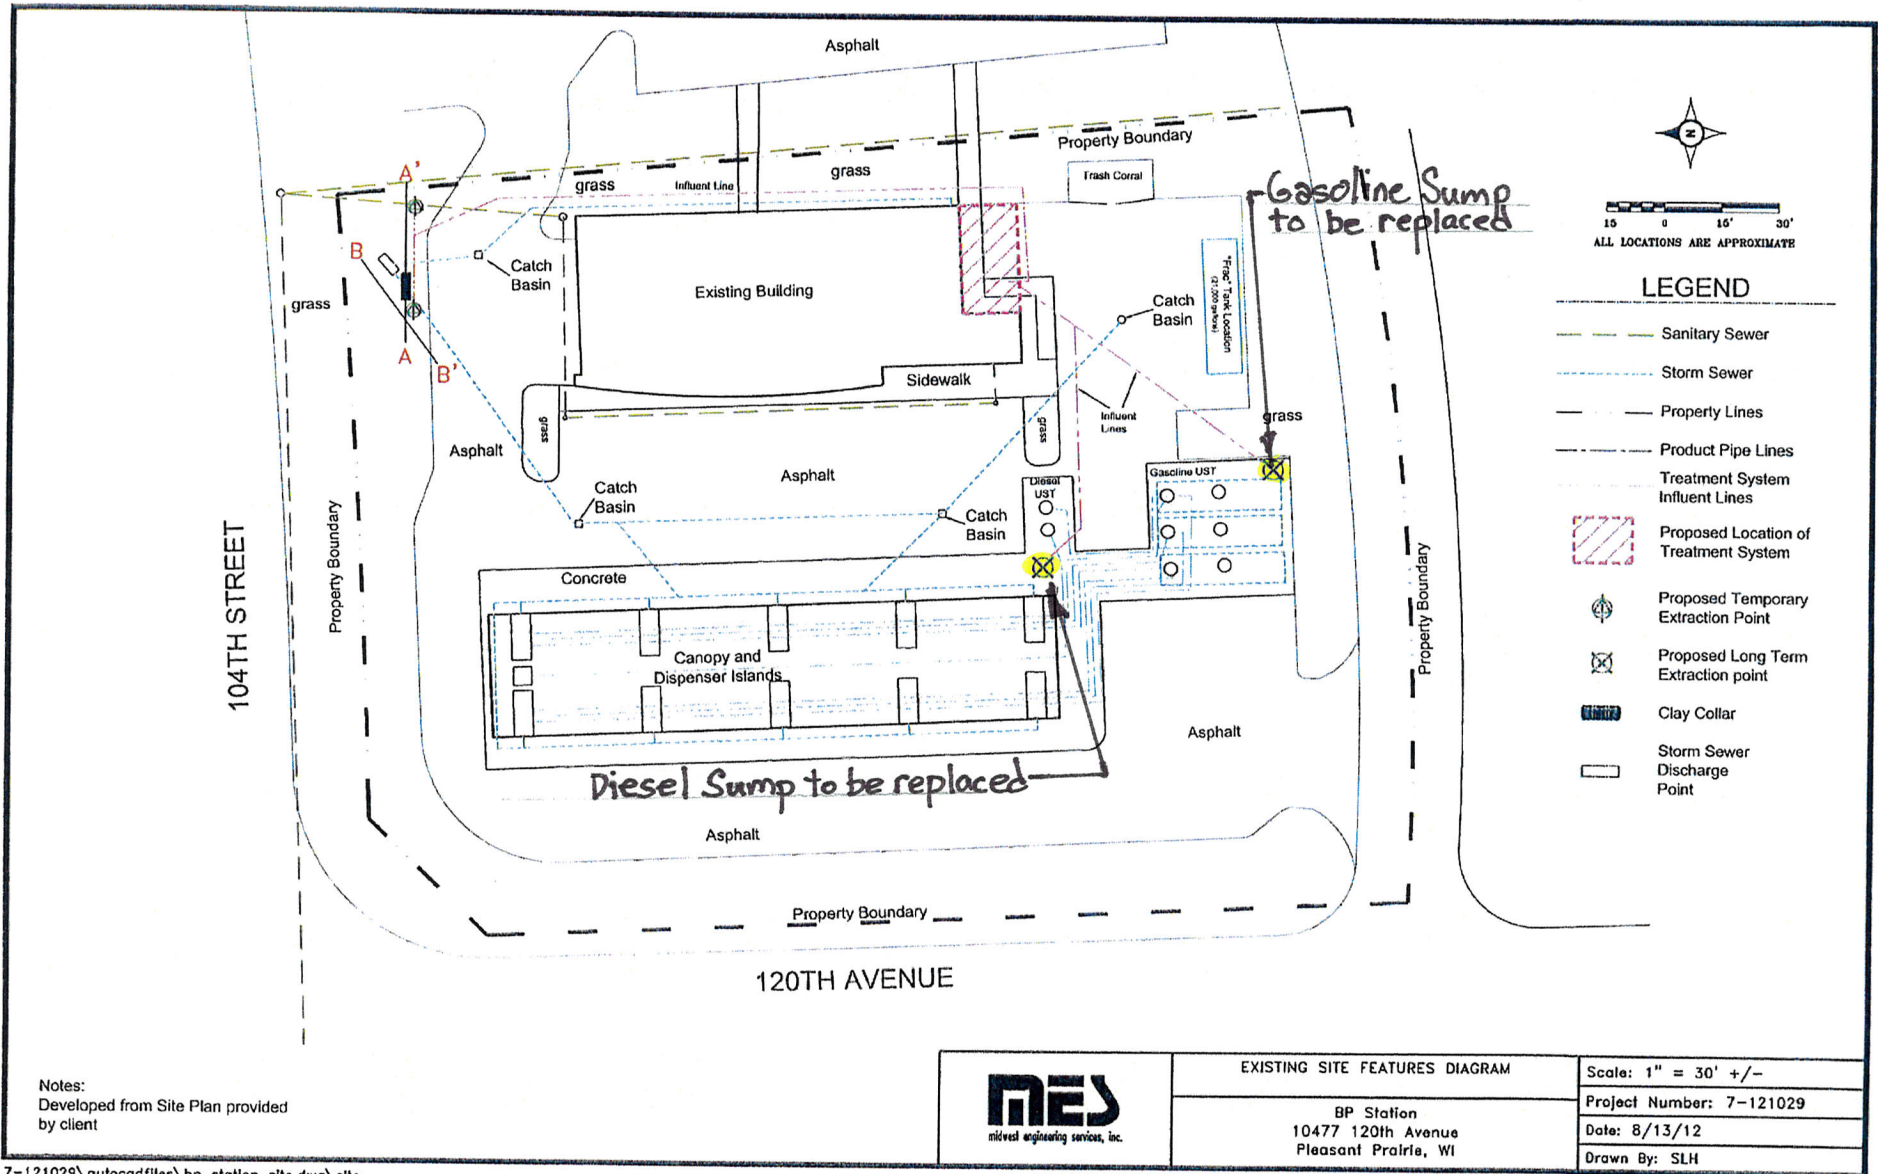 Asphalt
Property Boundary
grass
grass
Influent Line
Trash Corral
Gasoline Sump
to be replaced
A'
B
A
B'
grass
Catch
Basin
Existing Building
"Frac" Tank Location
(21,000 gallons)
Catch
Basin
Sidewalk
Influent
Lines
grass
grass
grass
Asphalt
Asphalt
Catch
Basin
Catch
Basin
Diesel
UST
Gasoline UST
Concrete
Canopy and
Dispenser Islands
Property Boundary
Property Boundary
104TH STREET
Asphalt
Diesel Sump to be replaced
Asphalt
Property Boundary
120TH AVENUE
N
15 0 15' 30'
ALL LOCATIONS ARE APPROXIMATE
LEGEND
Sanitary Sewer
Storm Sewer
Property Lines
Product Pipe Lines
Treatment System
Influent Lines
Proposed Location of
Treatment System
Proposed Temporary
Extraction Point
Proposed Long Term
Extraction point
Clay Collar
Storm Sewer
Discharge
Point
Notes:
Developed from Site Plan provided
by client
MES
midwest engineering services, inc.
EXISTING SITE FEATURES DIAGRAM
BP Station
10477 120th Avenue
Pleasant Prairie, WI
Scale: 1" = 30' +/-
Project Number: 7-121029
Date: 8/13/12
Drawn By: SLH